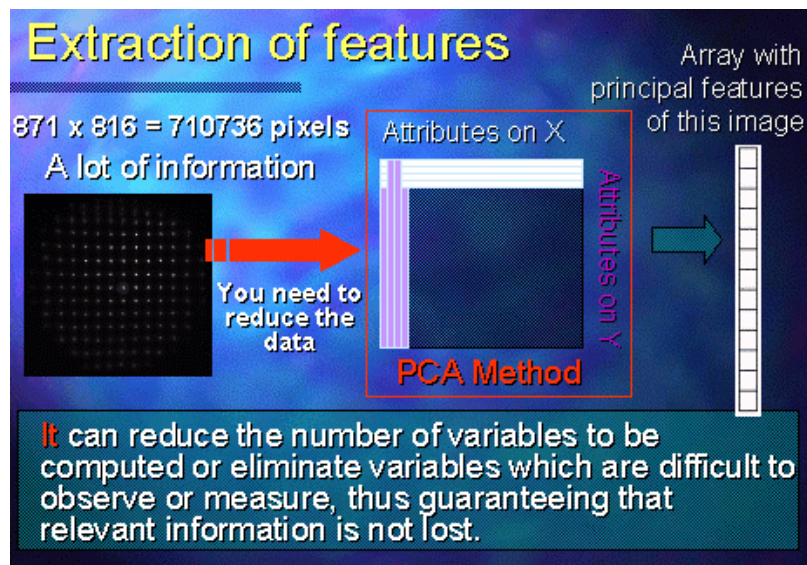 Extraction of features
Array with
principal features
of this image
871 x 816 = 710736 pixels
A lot of information
You need to
reduce the
data
Attributes on X
Attributes on Y
PCA Method
It can reduce the number of variables to be
computed or eliminate variables which are difficult to
observe or measure, thus guaranteeing that
relevant information is not lost.